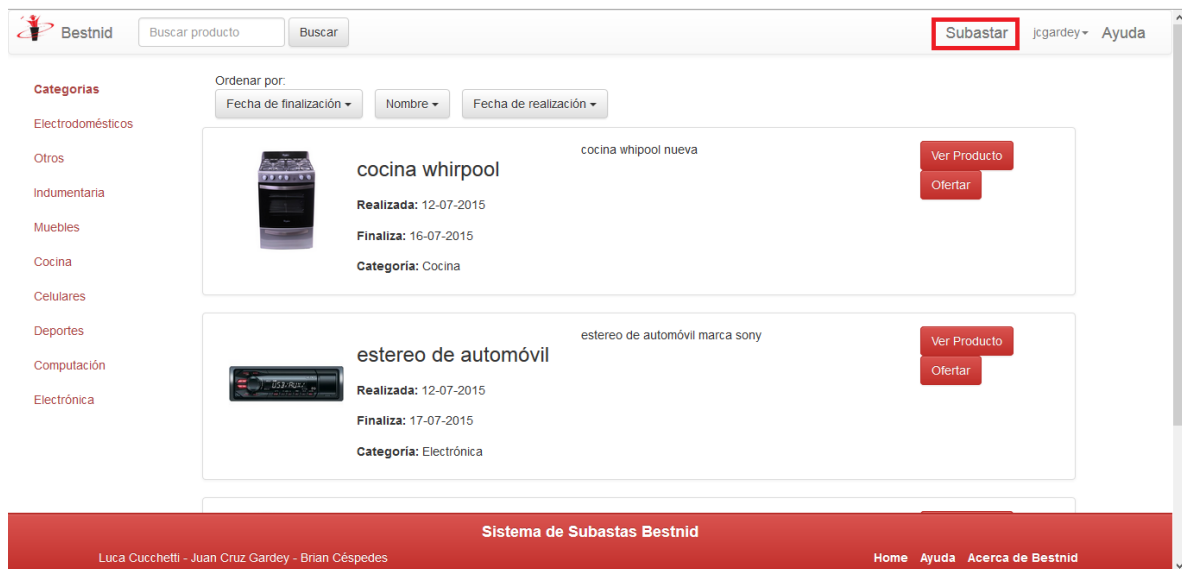 Bestnid
Buscar producto
Buscar
Subastar
jcgardey
Ayuda
Categorias
Electrodomésticos
Otros
Indumentaria
Muebles
Cocina
Celulares
Deportes
Computación
Electrónica
Ordenar por:
Fecha de finalización
Nombre
Fecha de realización
cocina whirpool
Realizada: 12-07-2015
Finaliza: 16-07-2015
Categoría: Cocina
cocina whipool nueva
Ver Producto
Ofertar
USB/AUX/
estereo de automóvil
Realizada: 12-07-2015
Finaliza: 17-07-2015
Categoría: Electrónica
estereo de automóvil marca sony
Ver Producto
Ofertar
Sistema de Subastas Bestnid
Luca Cucchetti - Juan Cruz Gardey - Brian Céspedes
Home Ayuda Acerca de Bestnid